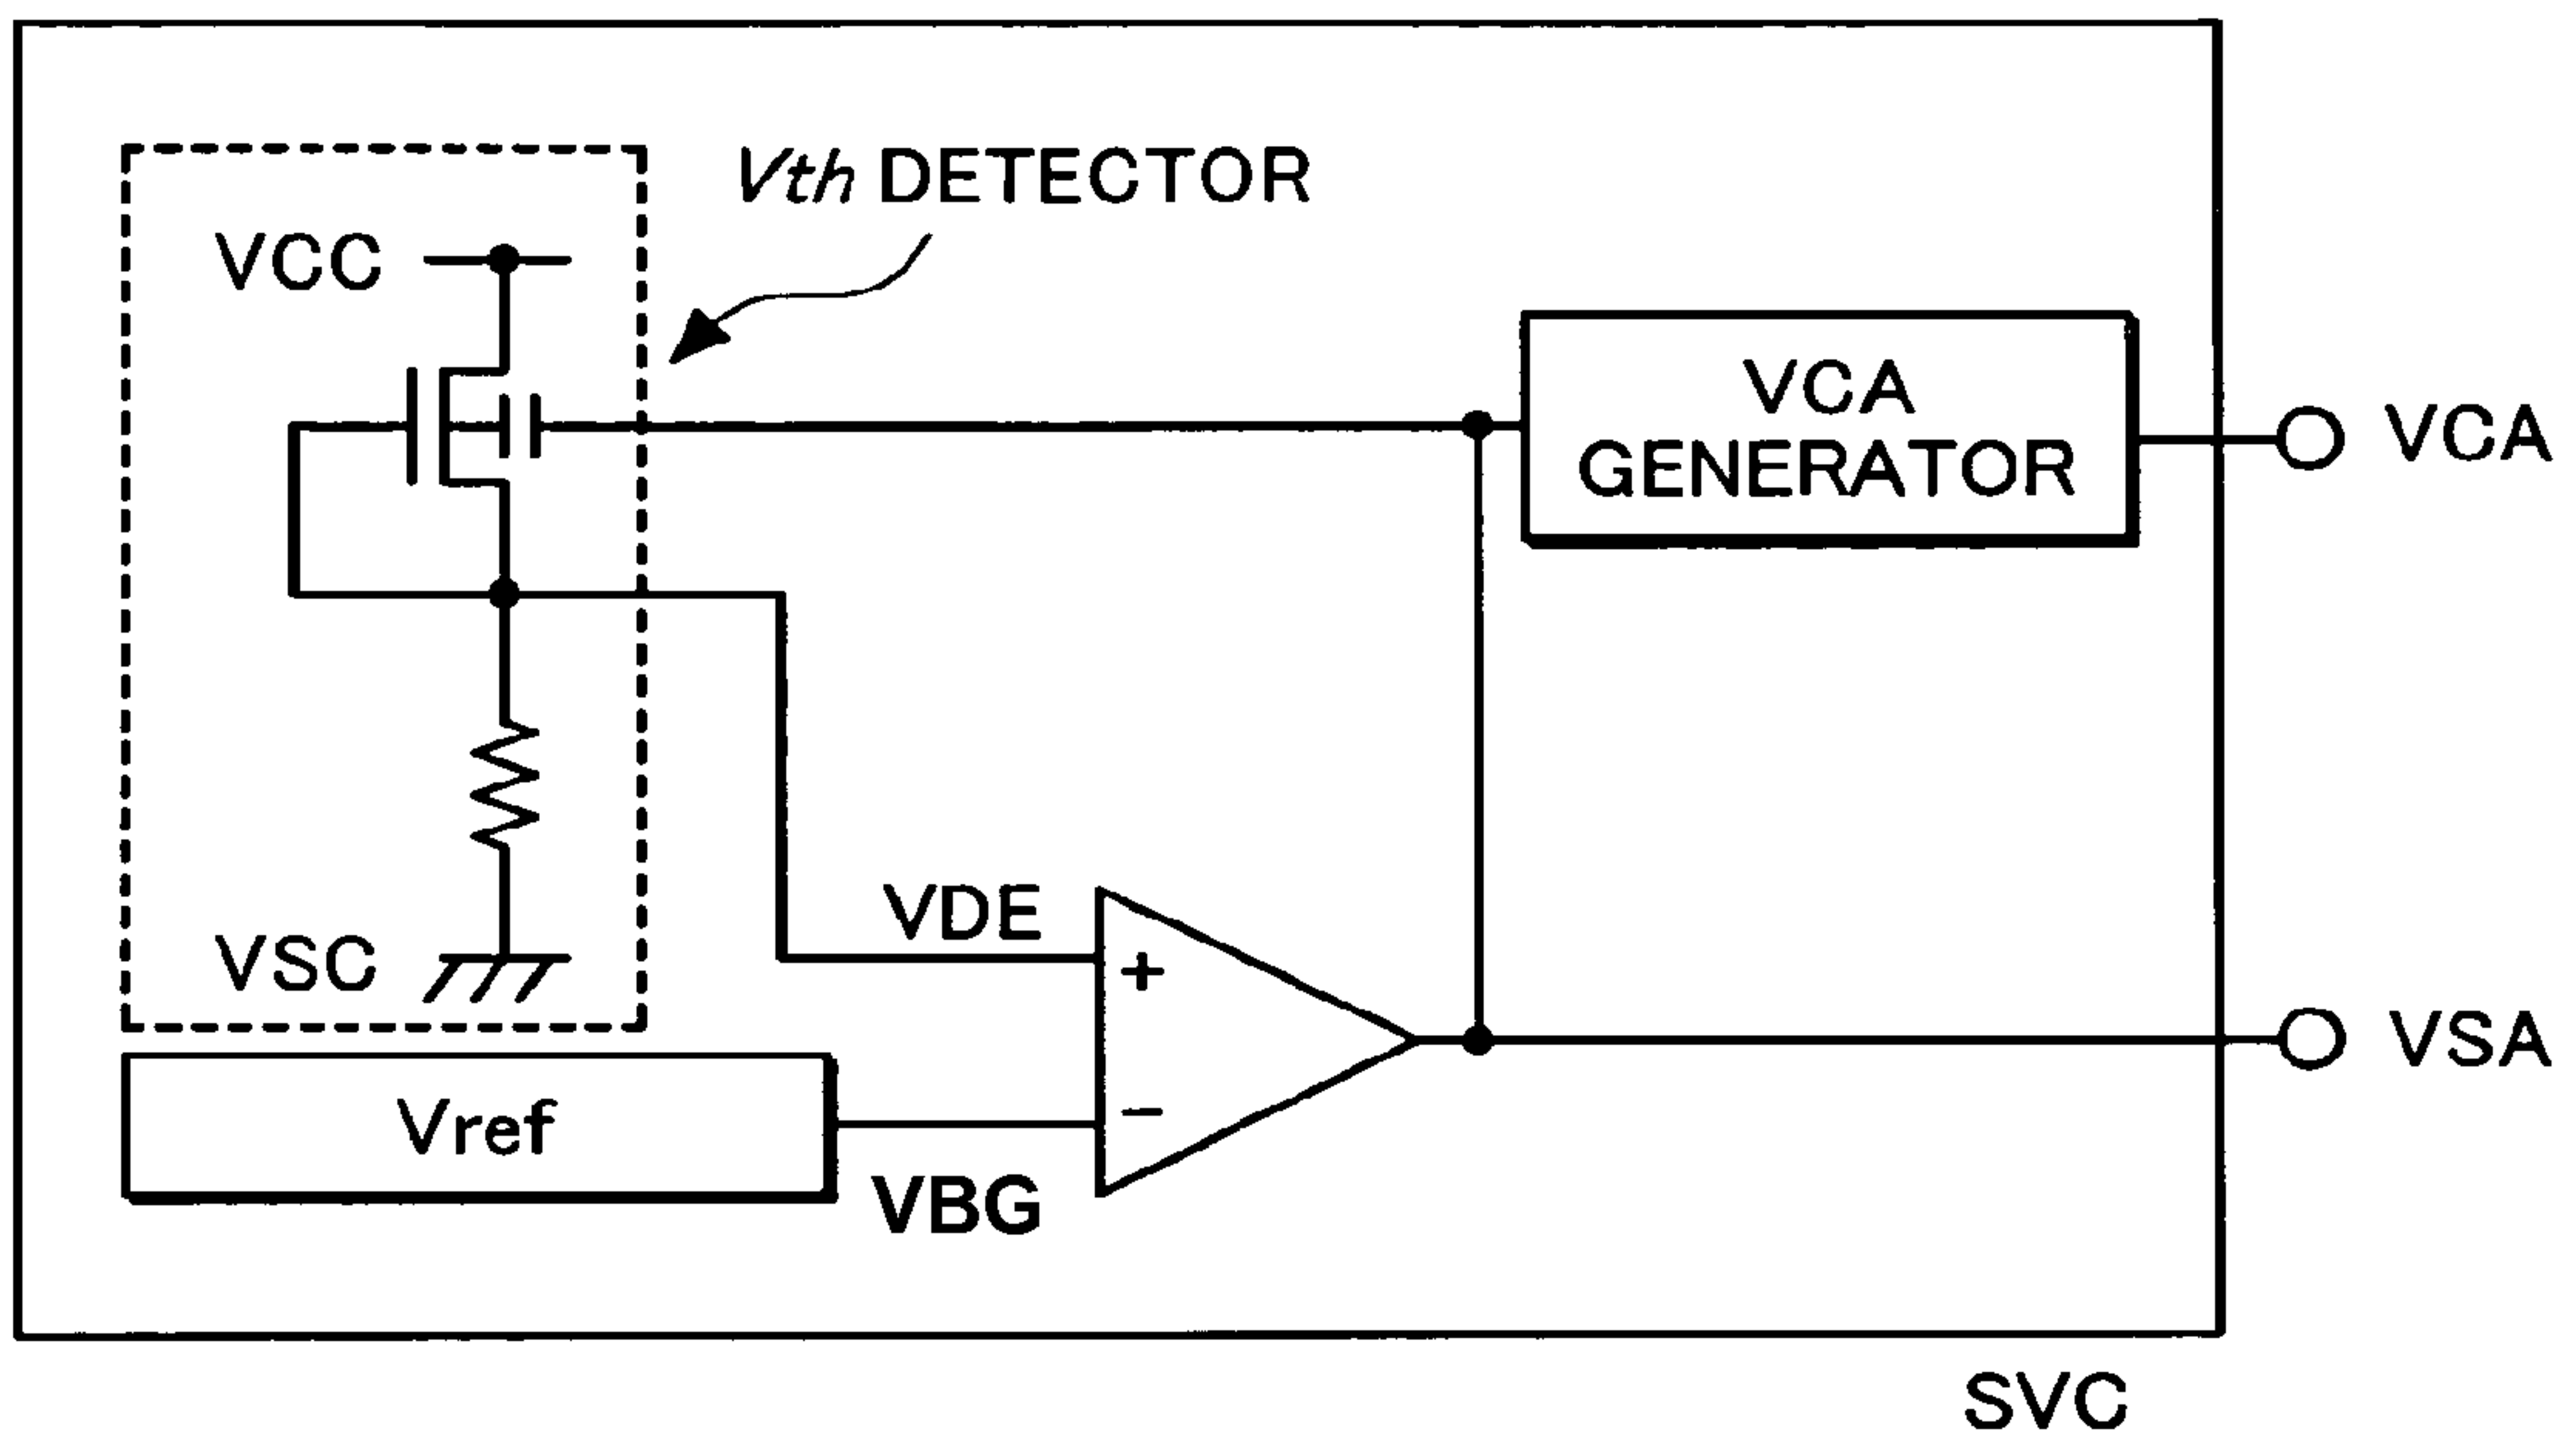 Vth DETECTOR
VCC
VCA
GENERATOR
VCA
VDE
+
VSC
VSA
Vref
−
VBG
SVC